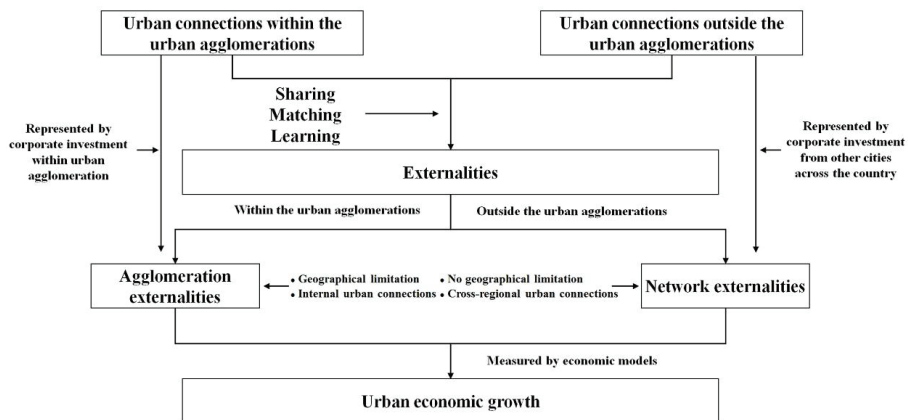 Urban connections within the
urban agglomerations
Urban connections outside the
urban agglomerations
Sharing
Matching
Learning
Represented by
corporate investment
within urban
agglomeration
Represented by
corporate investment
from other cities
across the country
Externalities
Within the urban agglomerations
Outside the urban agglomerations
Agglomeration
externalities
• Geographical limitation
• Internal urban connections
• No geographical limitation
• Cross-regional urban connections
Network externalities
Measured by economic models
Urban economic growth